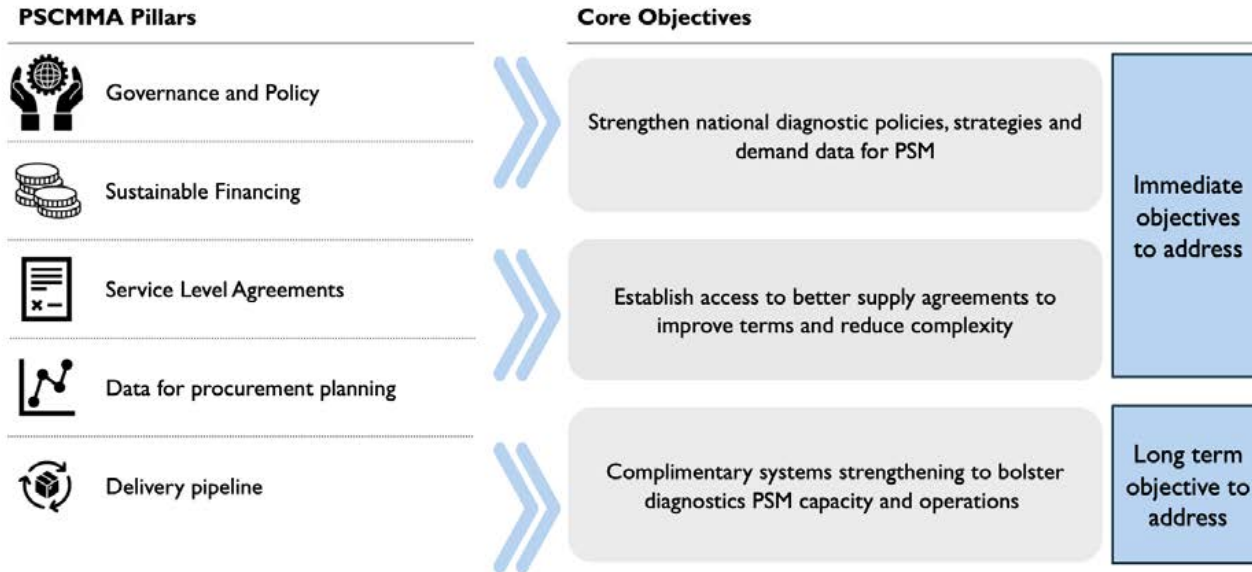 PSCMMA Pillars
Core Objectives
Governance and Policy
Sustainable Financing
Service Level Agreements
Data for procurement planning
Delivery pipeline
Strengthen national diagnostic policies, strategies and
demand data for PSM
Establish access to better supply agreements to
improve terms and reduce complexity
Complimentary systems strengthening to bolster
diagnostics PSM capacity and operations
Immediate
objectives
to address
Long term
objective to
address